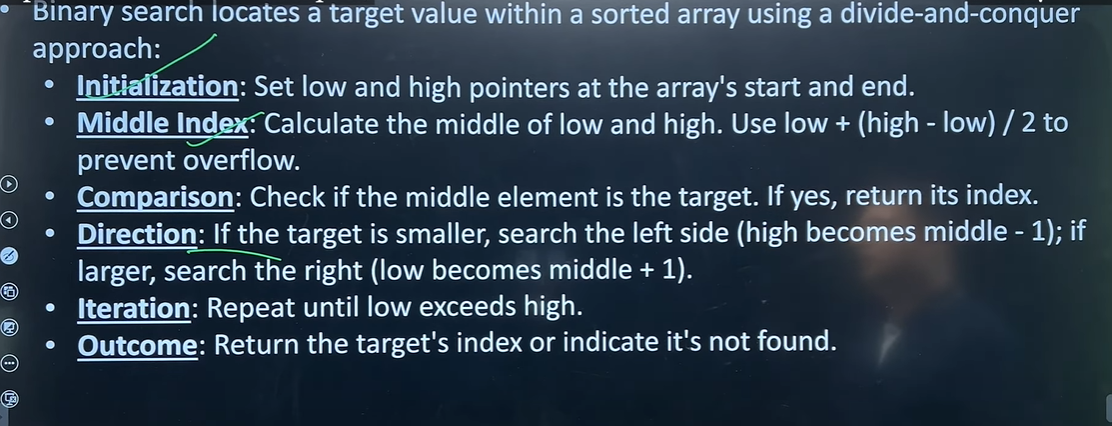 • Binary search locates a target value within a sorted array using a divide-and-conquer
approach:
• Initialization: Set low and high pointers at the array's start and end.
• Middle Index: Calculate the middle of low and high. Use low + (high - low) / 2 to
prevent overflow.
• Comparison: Check if the middle element is the target. If yes, return its index.
• Direction: If the target is smaller, search the left side (high becomes middle - 1); if
larger, search the right (low becomes middle + 1).
• Iteration: Repeat until low exceeds high.
• Outcome: Return the target's index or indicate it's not found.